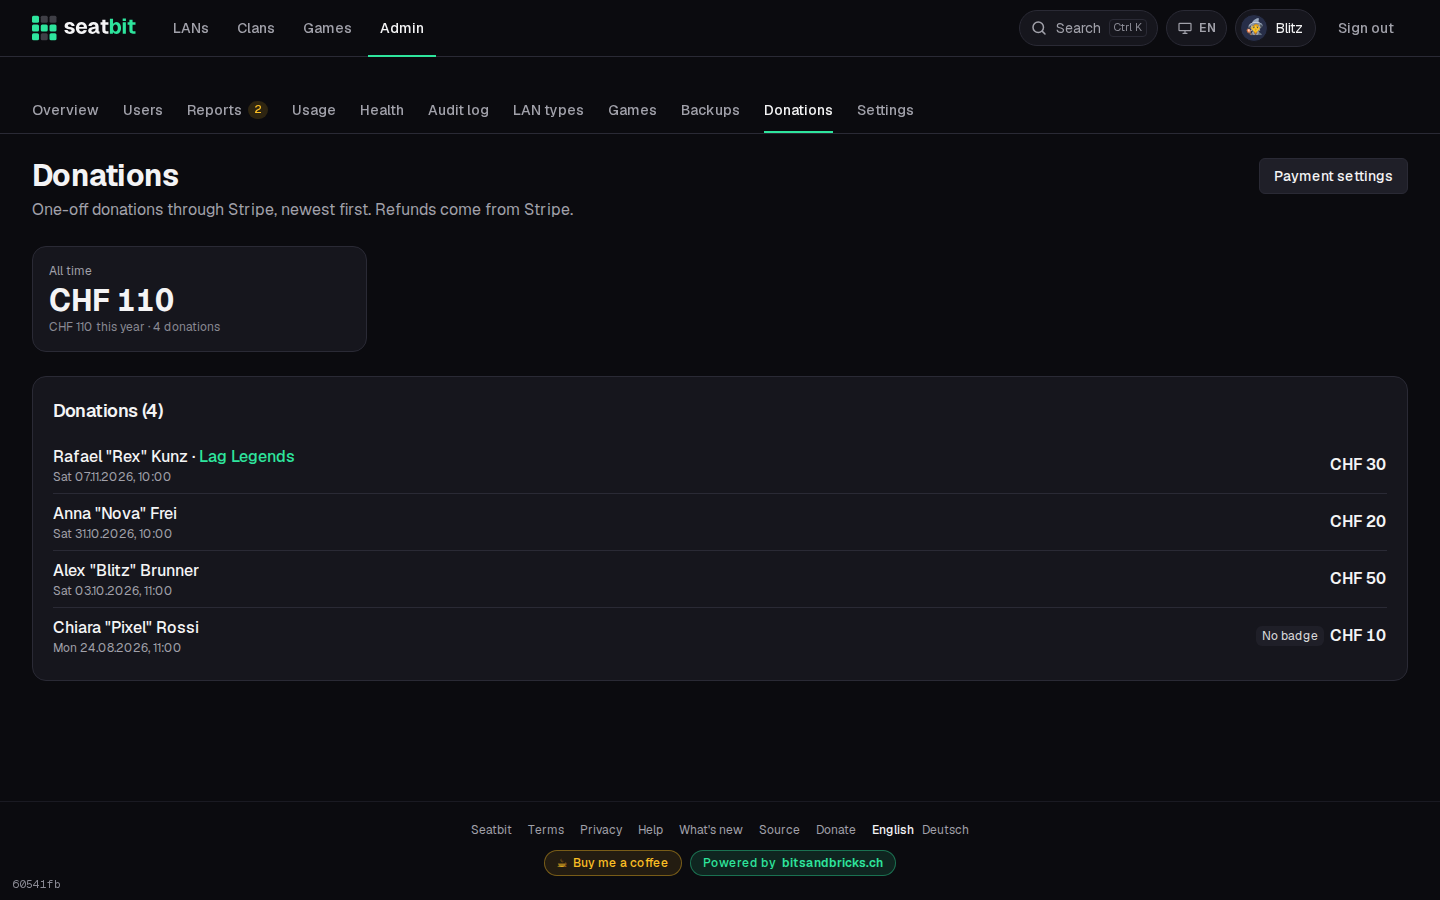 seatbit LANs Clans Games Admin Search Ctrl K EN Blitz Sign out
Overview Users Reports 2 Usage Health Audit log LAN types Games Backups Donations Settings
Donations
Payment settings
One-off donations through Stripe, newest first. Refunds come from Stripe.
All time
CHF 110
CHF 110 this year · 4 donations
Donations (4)
Rafael "Rex" Kunz · Lag Legends
Sat 07.11.2026, 10:00
CHF 30
Anna "Nova" Frei
Sat 31.10.2026, 10:00
CHF 20
Alex "Blitz" Brunner
Sat 03.10.2026, 11:00
CHF 50
Chiara "Pixel" Rossi
Mon 24.08.2026, 11:00
No badge CHF 10
Seatbit Terms Privacy Help What's new Source Donate English Deutsch
Buy me a coffee Powered by bitsandbricks.ch
60541fb